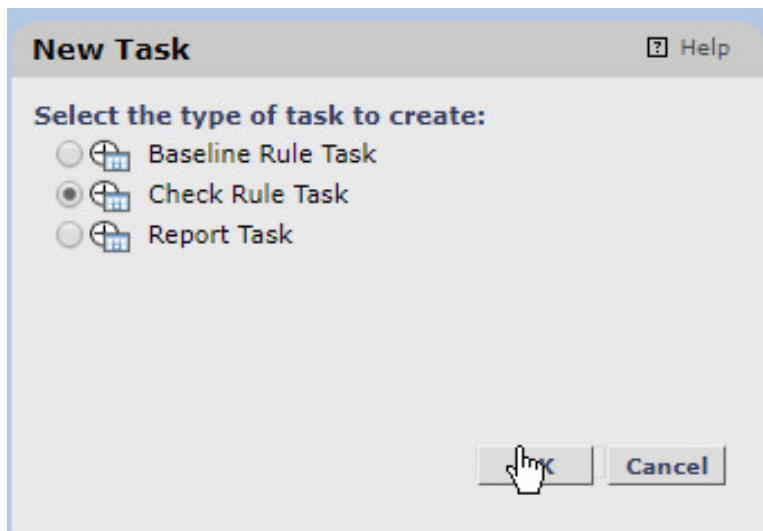 New Task
? Help
Select the type of task to create:
Baseline Rule Task
Check Rule Task
Report Task
Cancel